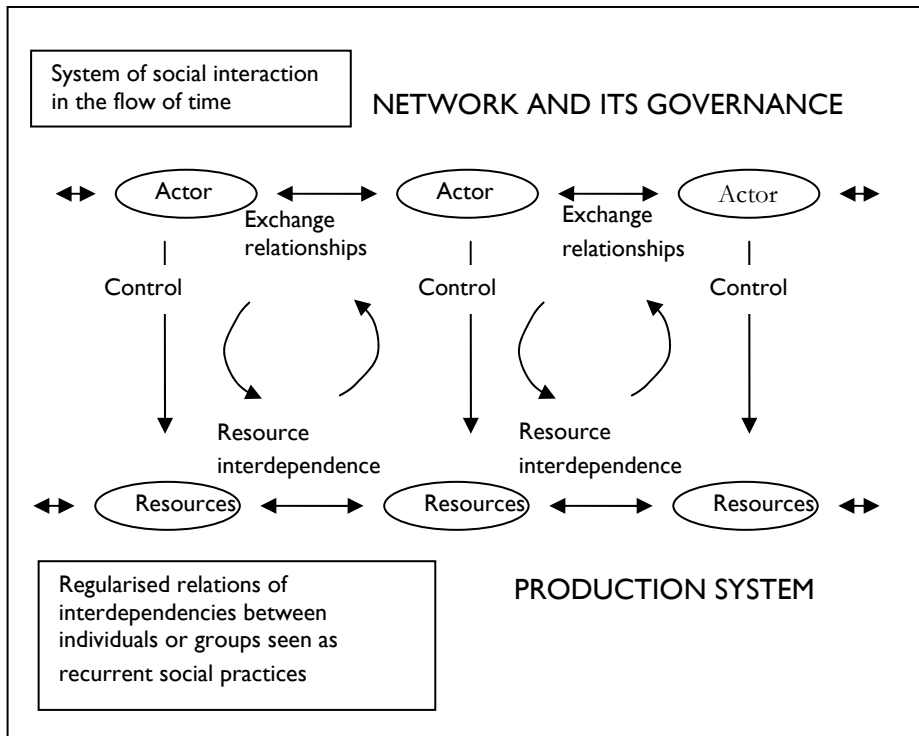 System of social interaction
in the flow of time
NETWORK AND ITS GOVERNANCE
Actor
Actor
Actor
Exchange
relationships
Exchange
relationships
Control
Control
Control
Resource
interdependence
Resource
interdependence
Resources
Resources
Resources
Regularised relations of
interdependencies between
individuals or groups seen as
recurrent social practices
PRODUCTION SYSTEM